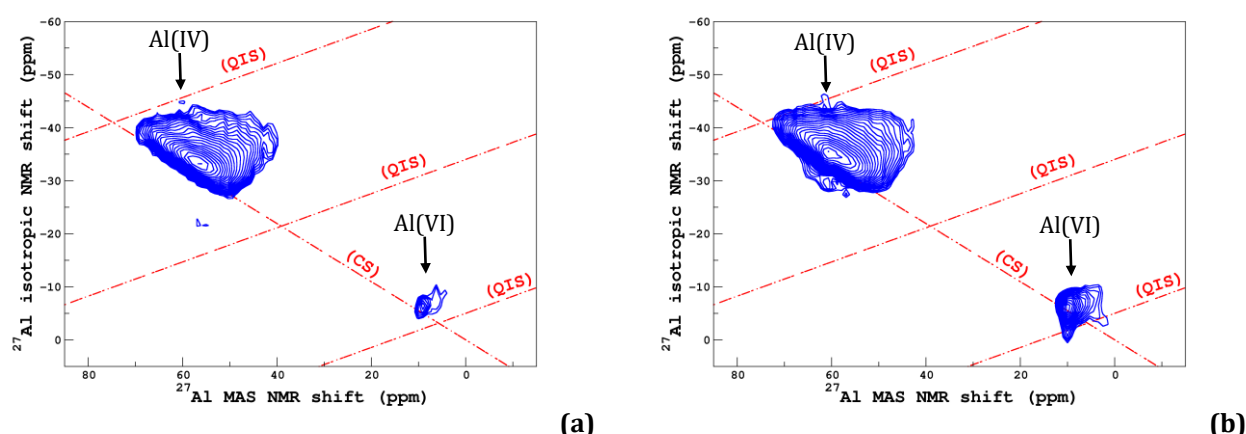 -60
-50
-40
-30
-20
-10
0
27Al isotropic NMR shift (ppm)
Al(IV)
(QIS)
(QIS)
Al(VI)
(CS)
(QIS)
80
60
40
20
0
27Al MAS NMR shift (ppm)
(a)
-60
-50
-40
-30
-20
-10
0
27Al isotropic NMR shift (ppm)
Al(IV)
(QIS)
(QIS)
Al(VI)
(CS)
(QIS)
80
60
40
20
0
27Al MAS NMR shift (ppm)
(b)